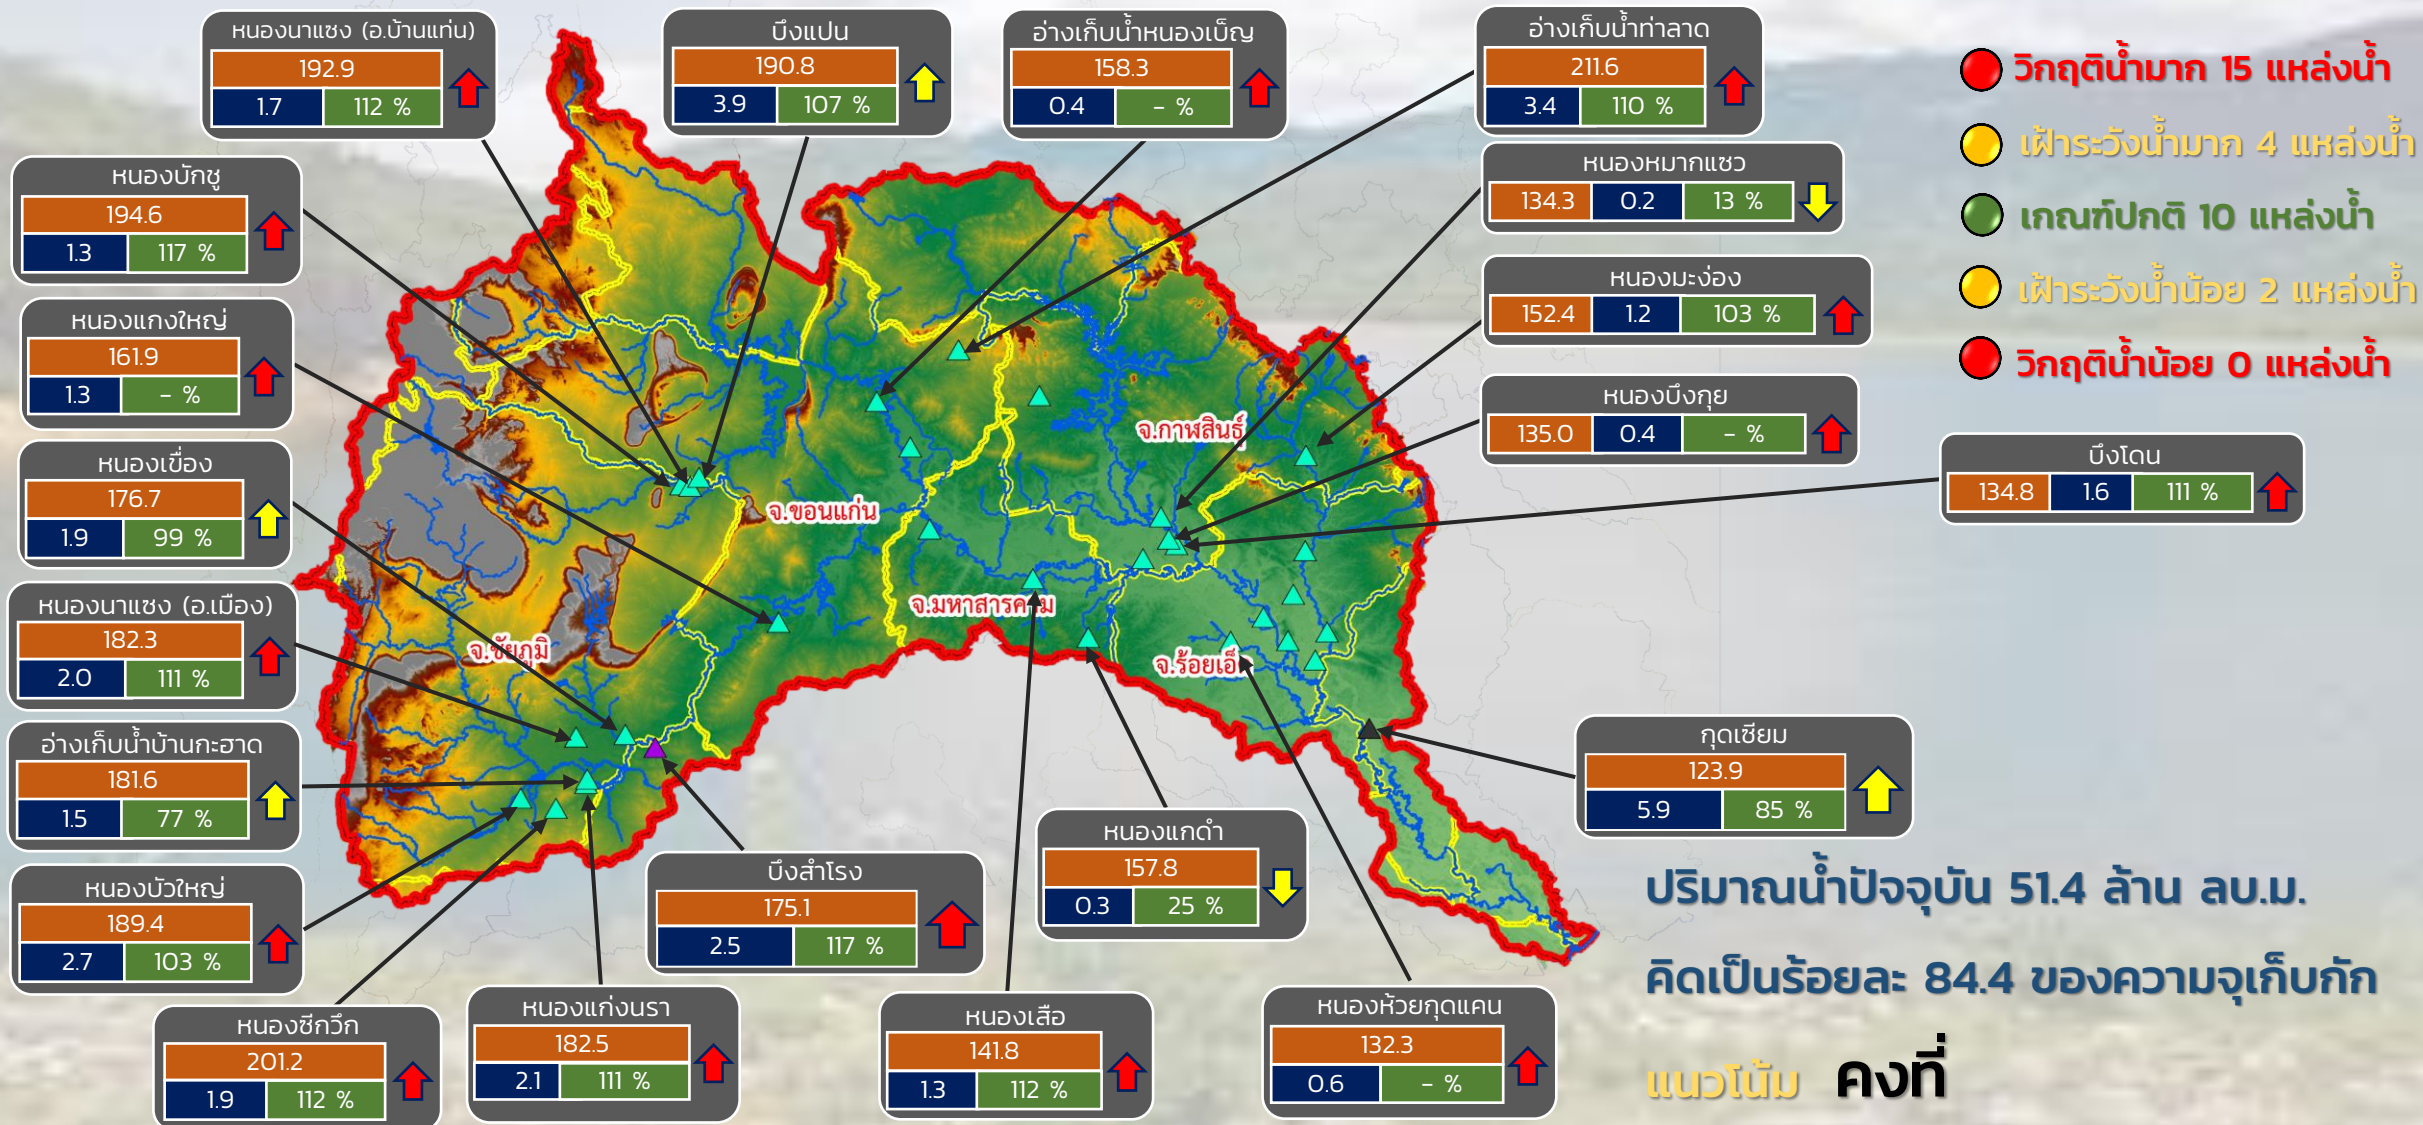 หนองนาแซง (อ.บ้านแท่น)
192.9
1.7 112 %
บึงแปน
190.8
3.9 107 %
อ่างเก็บน้ำหนองเบ็ญ
158.3
0.4 - %
อ่างเก็บน้ำท่าลาด
211.6
3.4 110 %
วิกฤติน้ำมาก 15 แหล่งน้ำ
เฝ้าระวังน้ำมาก 4 แหล่งน้ำ
เกณฑ์ปกติ 10 แหล่งน้ำ
เฝ้าระวังน้ำน้อย 2 แหล่งน้ำ
วิกฤติน้ำน้อย 0 แหล่งน้ำ
หนองหมากแซว
134.3 0.2 13 %
หนองบักซู
194.6
1.3 117 %
หนองมะง่อง
152.4 1.2 103 %
หนองแกงใหญ่
161.9
1.3 - %
หนองบึงกุย
135.0 0.4 - %
บึงโดน
134.8 1.6 111 %
หนองเขื่อง
176.7
1.9 99 %
จ.กาฬสินธุ์
จ.ขอนแก่น
จ.มหาสารคาม
จ.ชัยภูมิ
จ.ร้อยเอ็ด
หนองนาแซง (อ.เมือง)
182.3
2.0 111 %
อ่างเก็บน้ำบ้านกะฮาด
181.6
1.5 77 %
กุดเซียม
123.9
5.9 85 %
หนองแกดำ
157.8
0.3 25 %
บึงสำโรง
175.1
2.5 117 %
หนองบัวใหญ่
189.4
2.7 103 %
หนองซีกวึก
201.2
1.9 112 %
หนองแก่งนรา
182.5
2.1 111 %
หนองเสือ
141.8
1.3 112 %
หนองห้วยกุดแคน
132.3
0.6 - %
ปริมาณน้ำปัจจุบัน 51.4 ล้าน ลบ.ม.
คิดเป็นร้อยละ 84.4 ของความจุเก็บกัก
แนวโน้ม คงที่